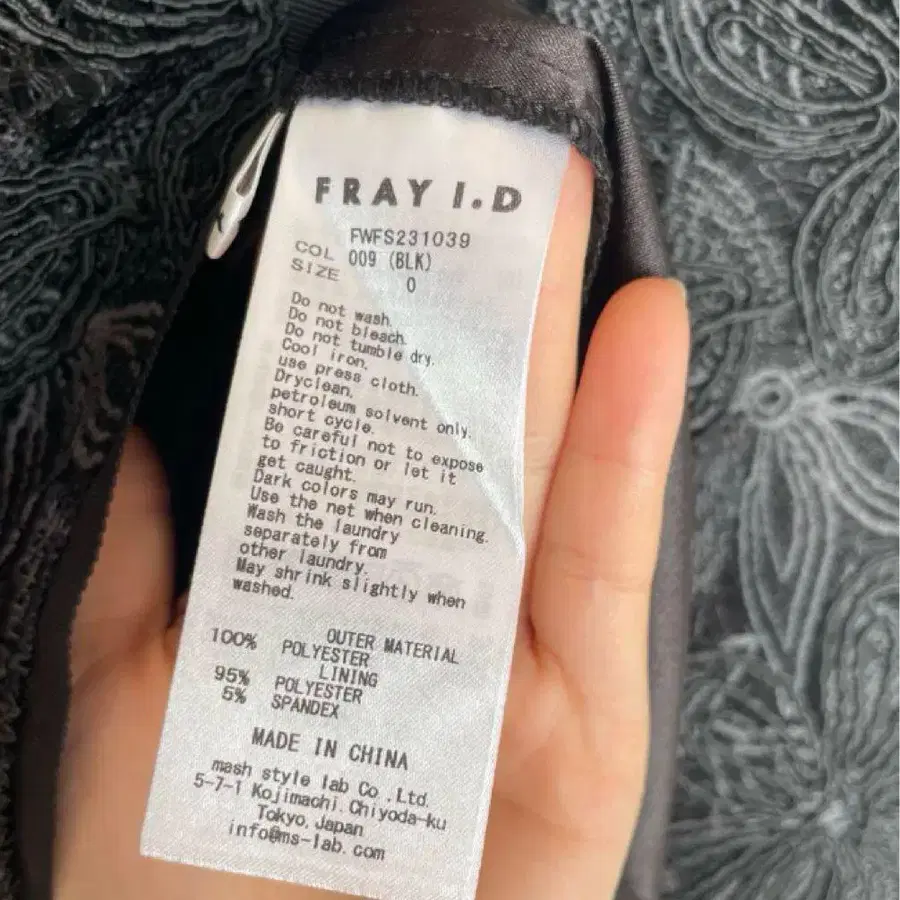 FRAY I.D
FWFS231039
COL 009 (BLK)
SIZE 0
Do not wash.
Do not bleach.
Do not tumble dry.
Cool iron,
use press cloth.
Dryclean,
petroleum solvent only.
short cycle.
Be careful not to expose
to friction or let it
get caught.
Dark colors may run.
Use the net when cleaning.
Wash the laundry
separately from
other laundry.
May shrink slightly when
washed.
OUTER MATERIAL
100% POLYESTER
LINING
95% POLYESTER
5% SPANDEX
MADE IN CHINA
mash style lab Co.,Ltd.
5-7-1 Kojimachi.Chiyoda-ku
Tokyo,Japan
info@ms-lab.com